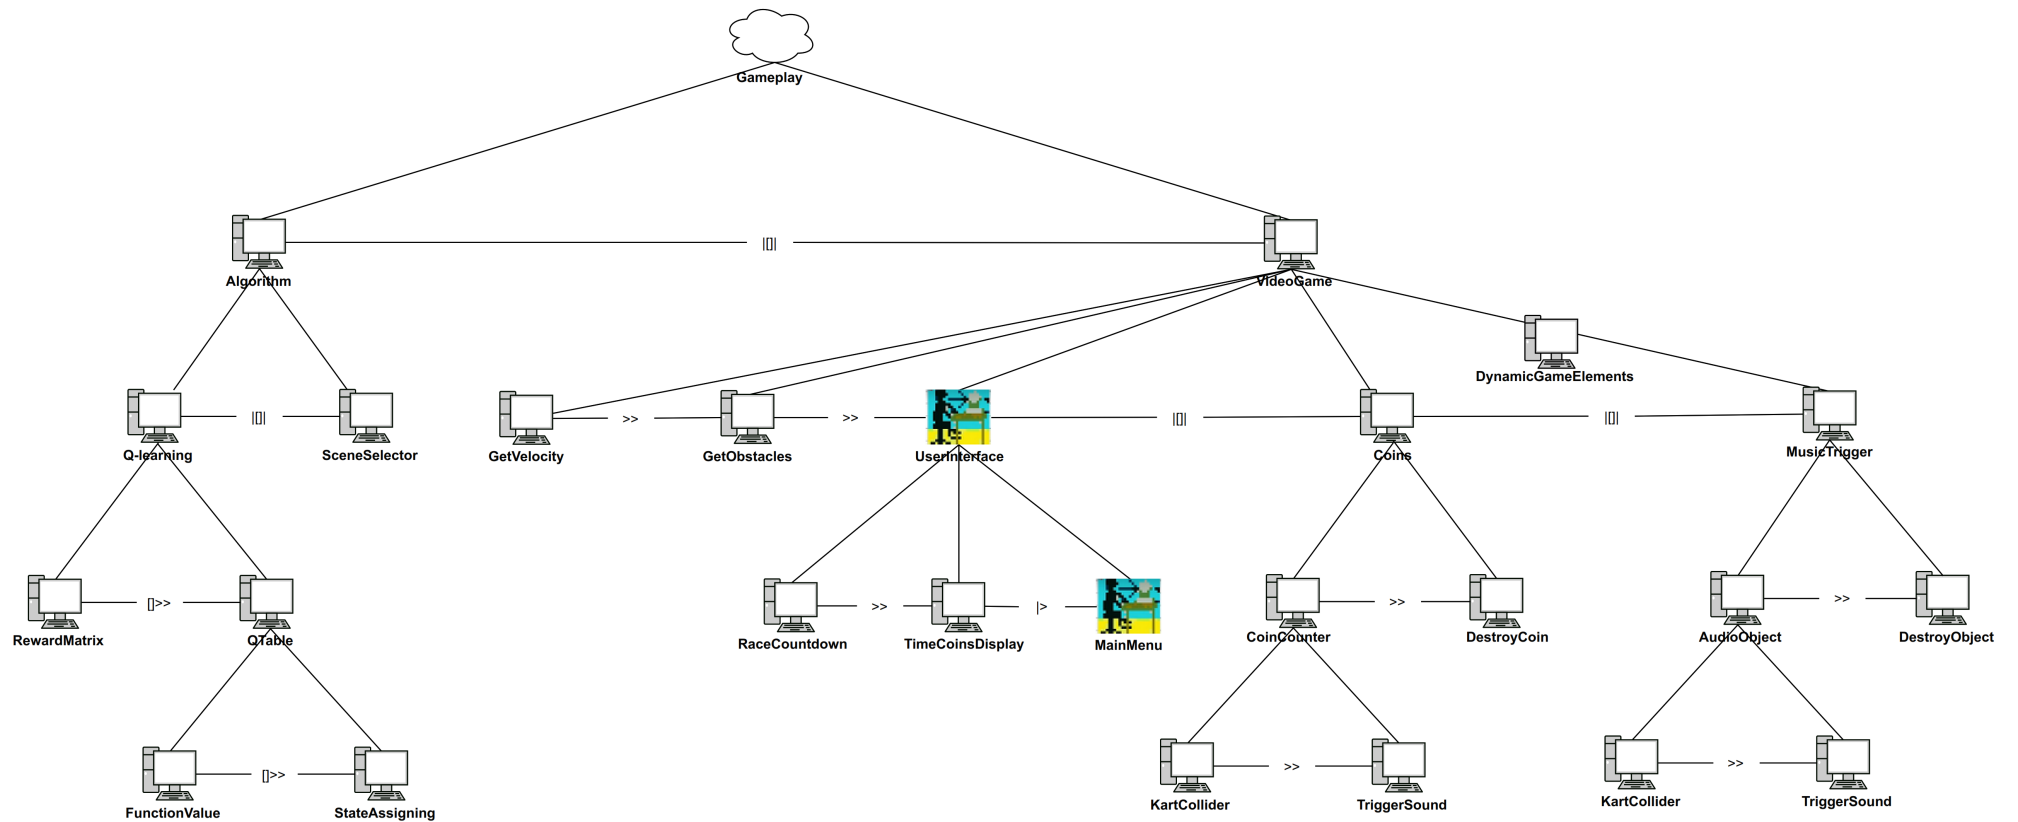 Gameplay
|[]|
Algorithm
VideoGame
DynamicGameElements
|[]|
>>
>>
|[]|
|[]|
Q-learning
SceneSelector
GetVelocity
GetObstacles
UserInterface
Coins
MusicTrigger
[]>>
>>
|>
>>
>>
RewardMatrix
QTable
RaceCountdown
TimeCoinsDisplay
MainMenu
CoinCounter
DestroyCoin
AudioObject
DestroyObject
[]>>
>>
>>
FunctionValue
StateAssigning
KartCollider
TriggerSound
KartCollider
TriggerSound